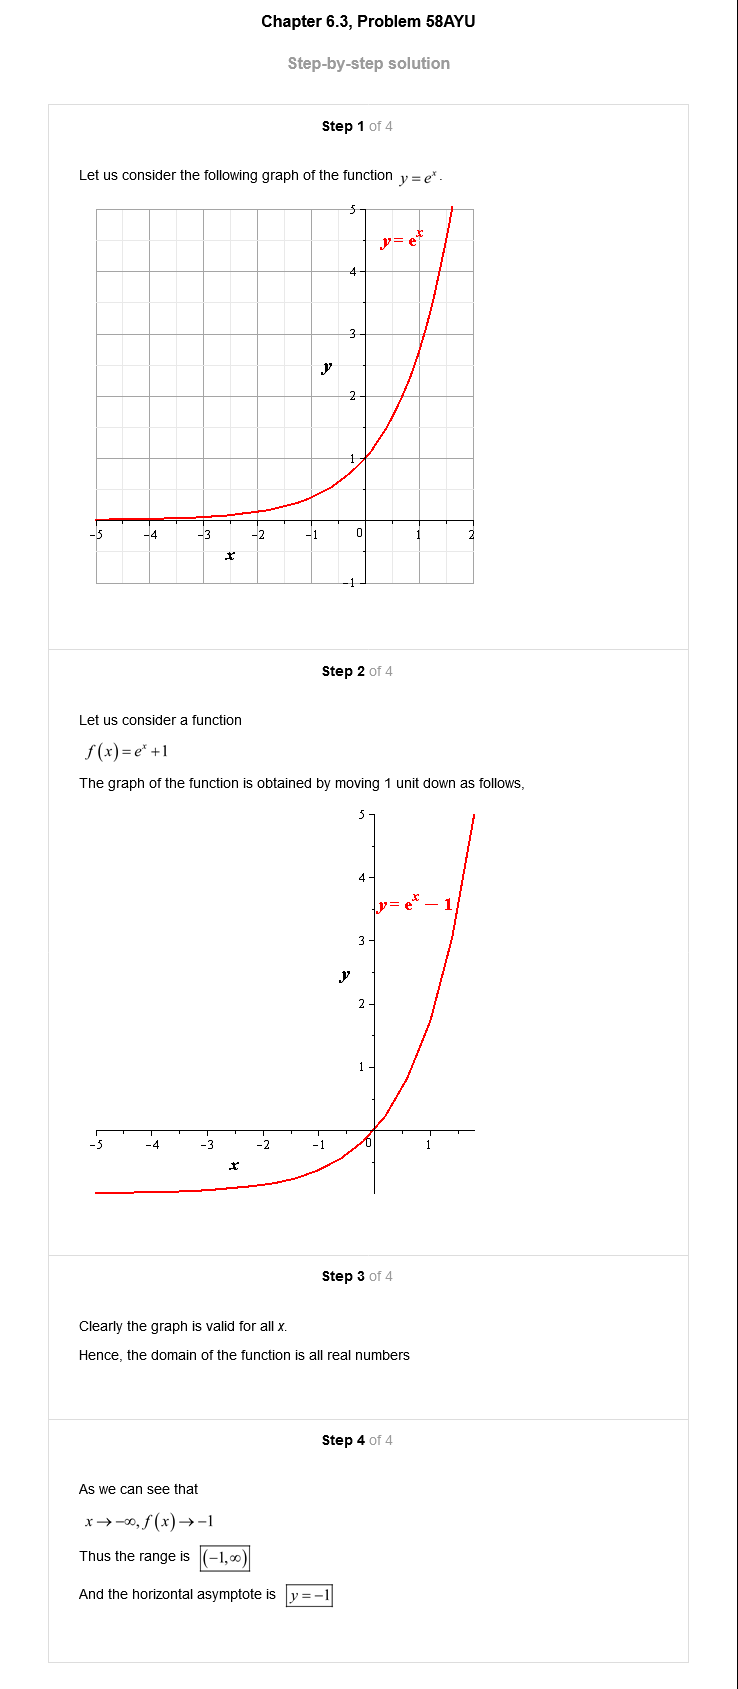 Chapter 6.3, Problem 58AYU
Step-by-step solution
Step 1 of 4
Let us consider the following graph of the function y = eˣ.
5
y = eˣ
4
3
y
2
1
-5 -4 -3 -2 -1 0 1 2
x
-1
Step 2 of 4
Let us consider a function
f(x) = eˣ +1
The graph of the function is obtained by moving 1 unit down as follows,
5
4
y = eˣ − 1
3
y
2
1
-5 -4 -3 -2 -1 0 1
x
Step 3 of 4
Clearly the graph is valid for all x.
Hence, the domain of the function is all real numbers
Step 4 of 4
As we can see that
x → −∞, f(x) → −1
Thus the range is (−1, ∞)
And the horizontal asymptote is y = −1